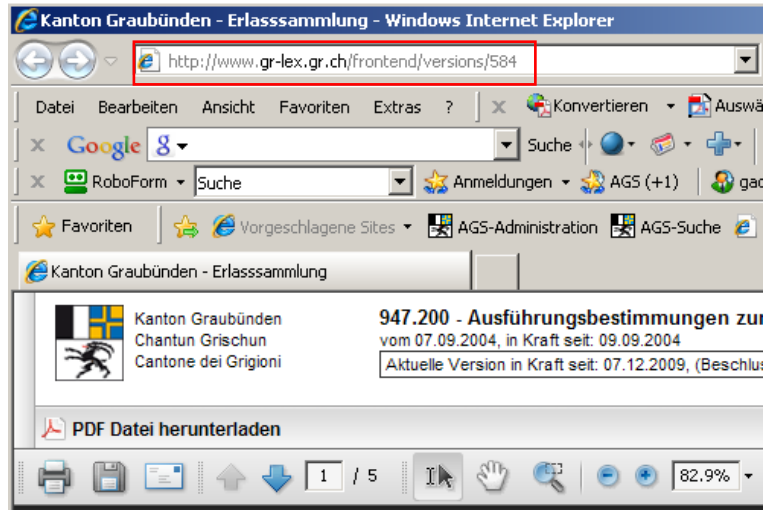 Kanton Graubünden - Erlasssammlung - Windows Internet Explorer
http://www.gr-lex.gr.ch/frontend/versions/584
Datei Bearbeiten Ansicht Favoriten Extras ? x Konvertieren Auswä
x Google g Suche
x RoboForm Suche Anmeldungen AGS (+1) gac
Favoriten Vorgeschlagene Sites AGS-Administration AGS-Suche
Kanton Graubünden - Erlasssammlung
Kanton Graubünden
Chantun Grischun
Cantone dei Grigioni
947.200 - Ausführungsbestimmungen zur
vom 07.09.2004, in Kraft seit: 09.09.2004
Aktuelle Version in Kraft seit: 07.12.2009, (Beschlus
PDF Datei herunterladen
1 / 5 82.9%